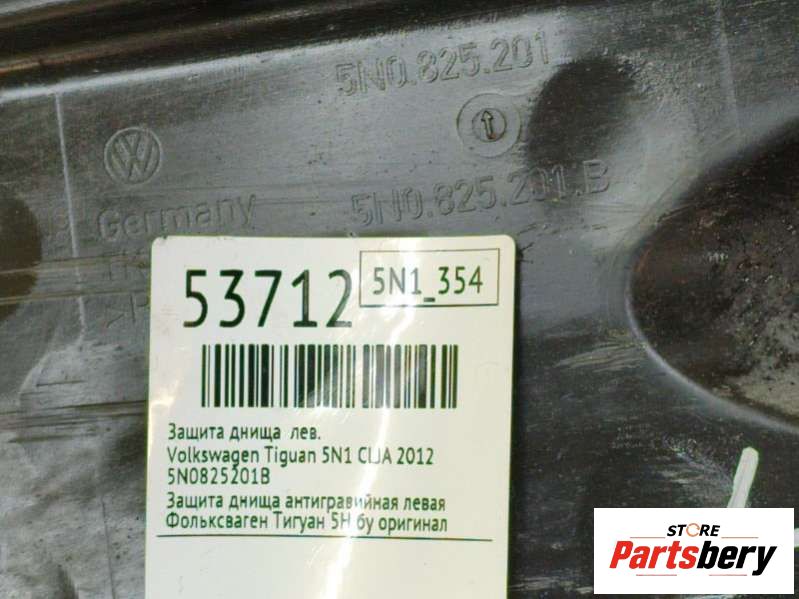 5N0.825.201
5N0.825.201.B
Germany
53712
5N1_354
Защита днища лев.
Volkswagen Tiguan 5N1 CLJA 2012
5N0825201B
Защита днища антигравийная левая
Фольксваген Тигуан 5Н бу оригинал
STORE
Partsbery